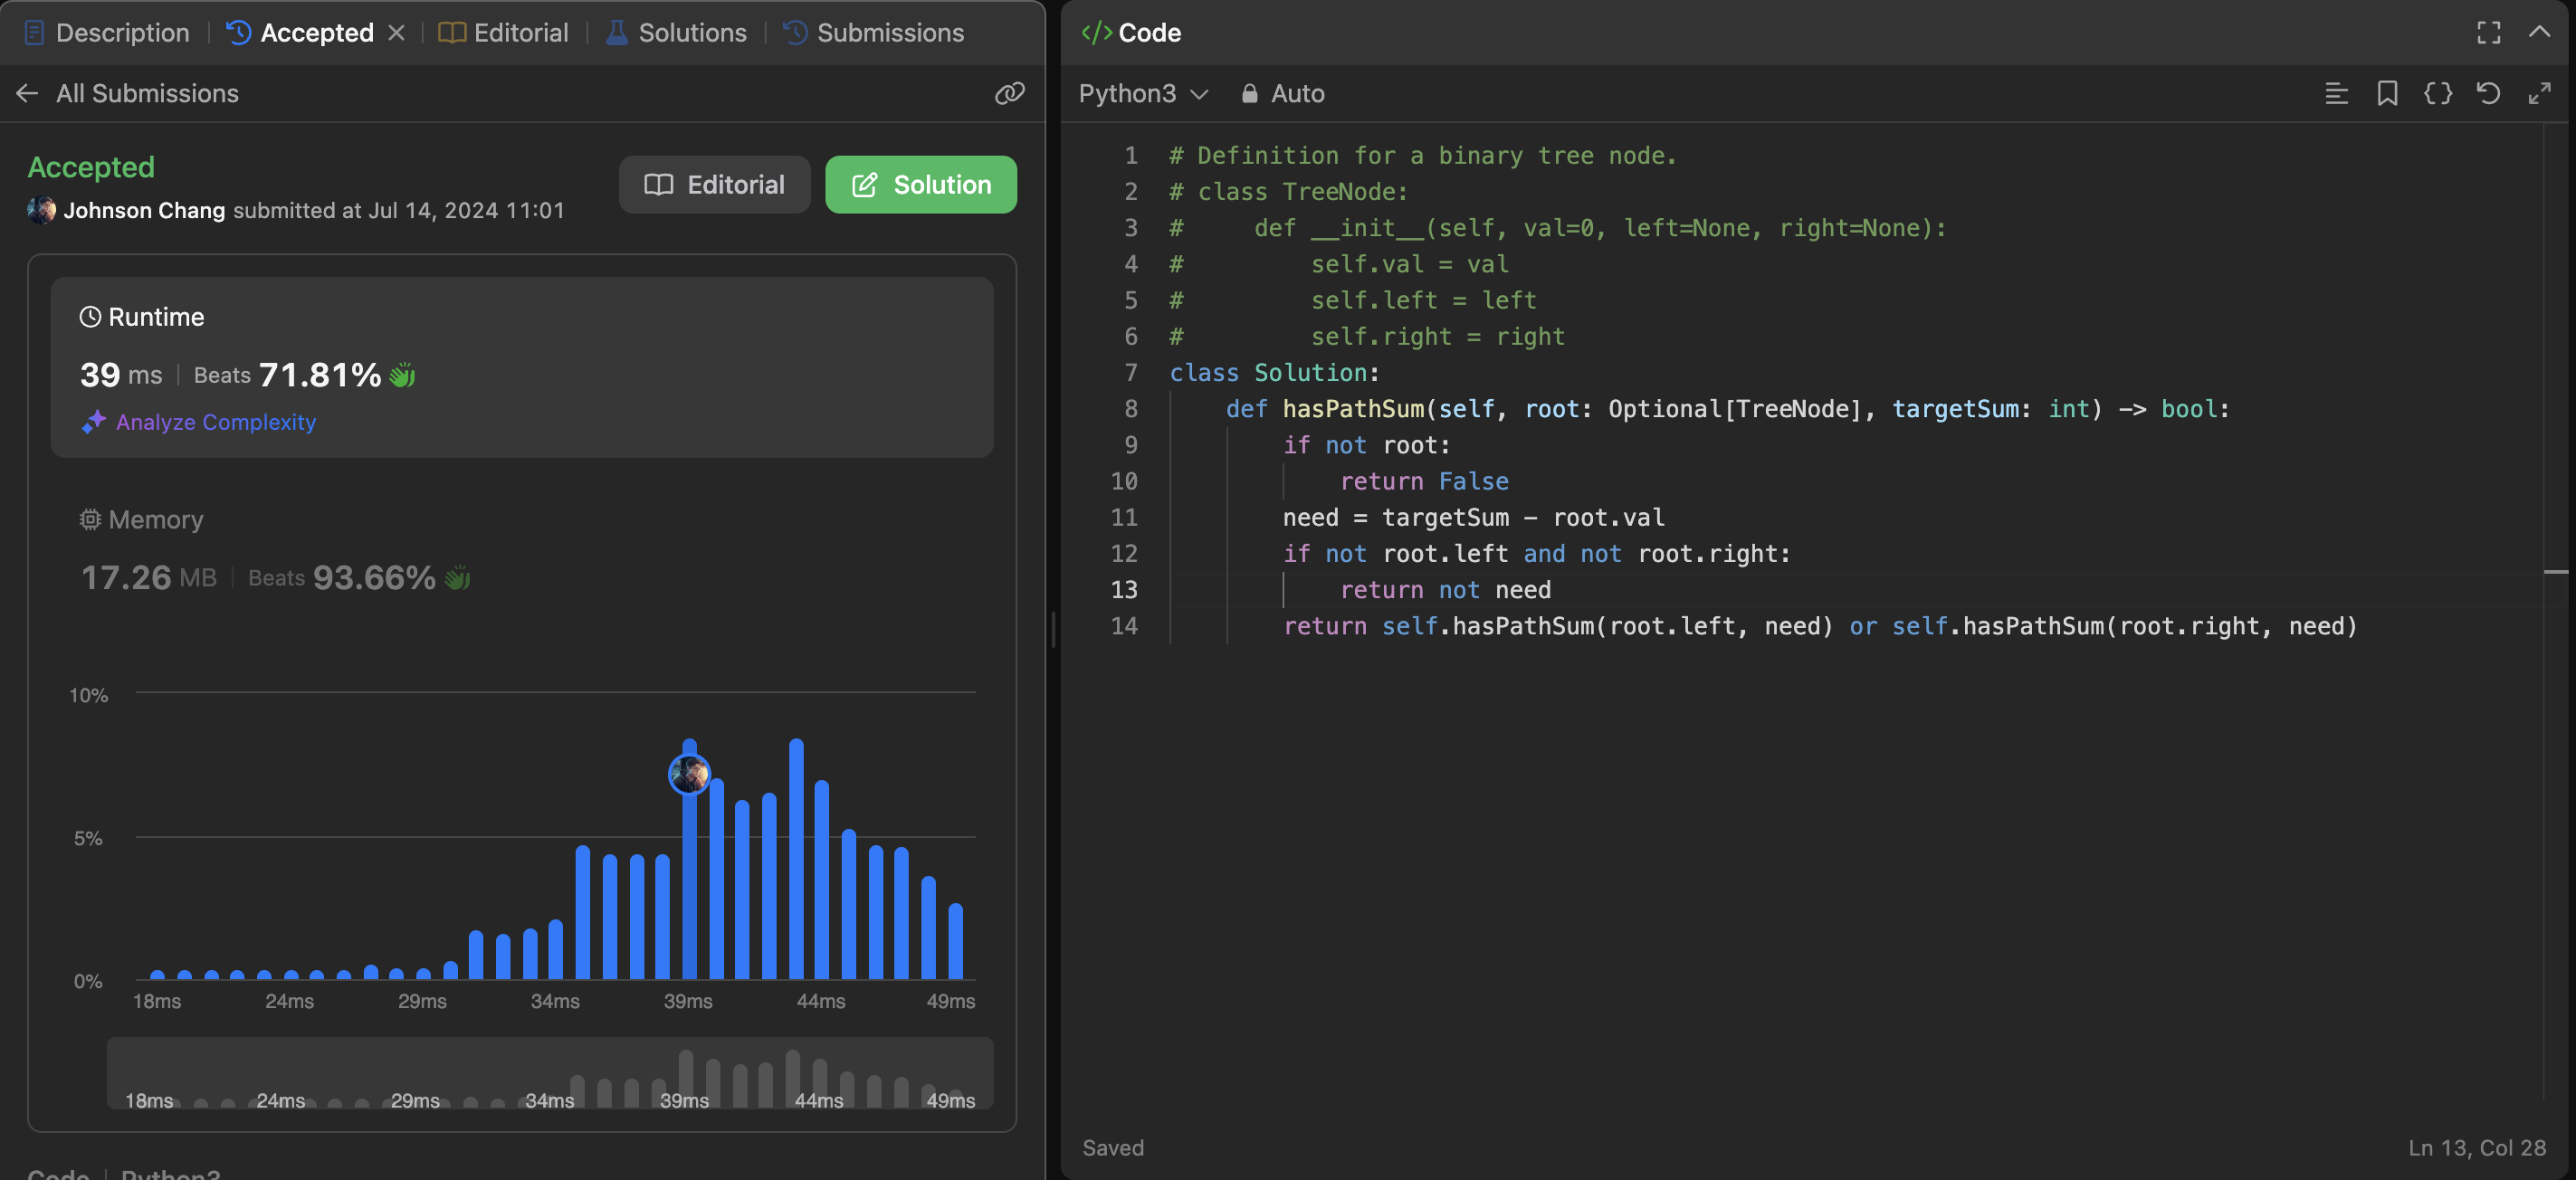 Description
Accepted
Editorial
Solutions
Submissions
All Submissions
Accepted
Johnson Chang submitted at Jul 14, 2024 11:01
Editorial
Solution
Runtime
39 ms | Beats 71.81%
Analyze Complexity
Memory
17.26 MB | Beats 93.66%
10%
5%
0%
18ms 24ms 29ms 34ms 39ms 44ms 49ms
18ms 24ms 29ms 34ms 39ms 44ms 49ms
Code | Python3
</> Code
Python3
Auto
1 # Definition for a binary tree node.
2 # class TreeNode:
3 #     def __init__(self, val=0, left=None, right=None):
4 #         self.val = val
5 #         self.left = left
6 #         self.right = right
7 class Solution:
8     def hasPathSum(self, root: Optional[TreeNode], targetSum: int) -> bool:
9         if not root:
10             return False
11         need = targetSum - root.val
12         if not root.left and not root.right:
13             return not need
14         return self.hasPathSum(root.left, need) or self.hasPathSum(root.right, need)
Saved
Ln 13, Col 28